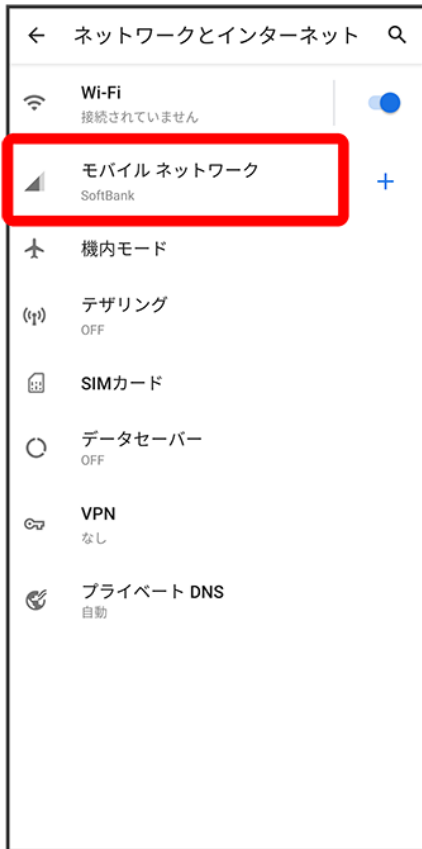 ネットワークとインターネット
Wi-Fi
接続されていません
モバイル ネットワーク
SoftBank
機内モード
テザリング
OFF
SIMカード
データセーバー
OFF
VPN
なし
プライベート DNS
自動